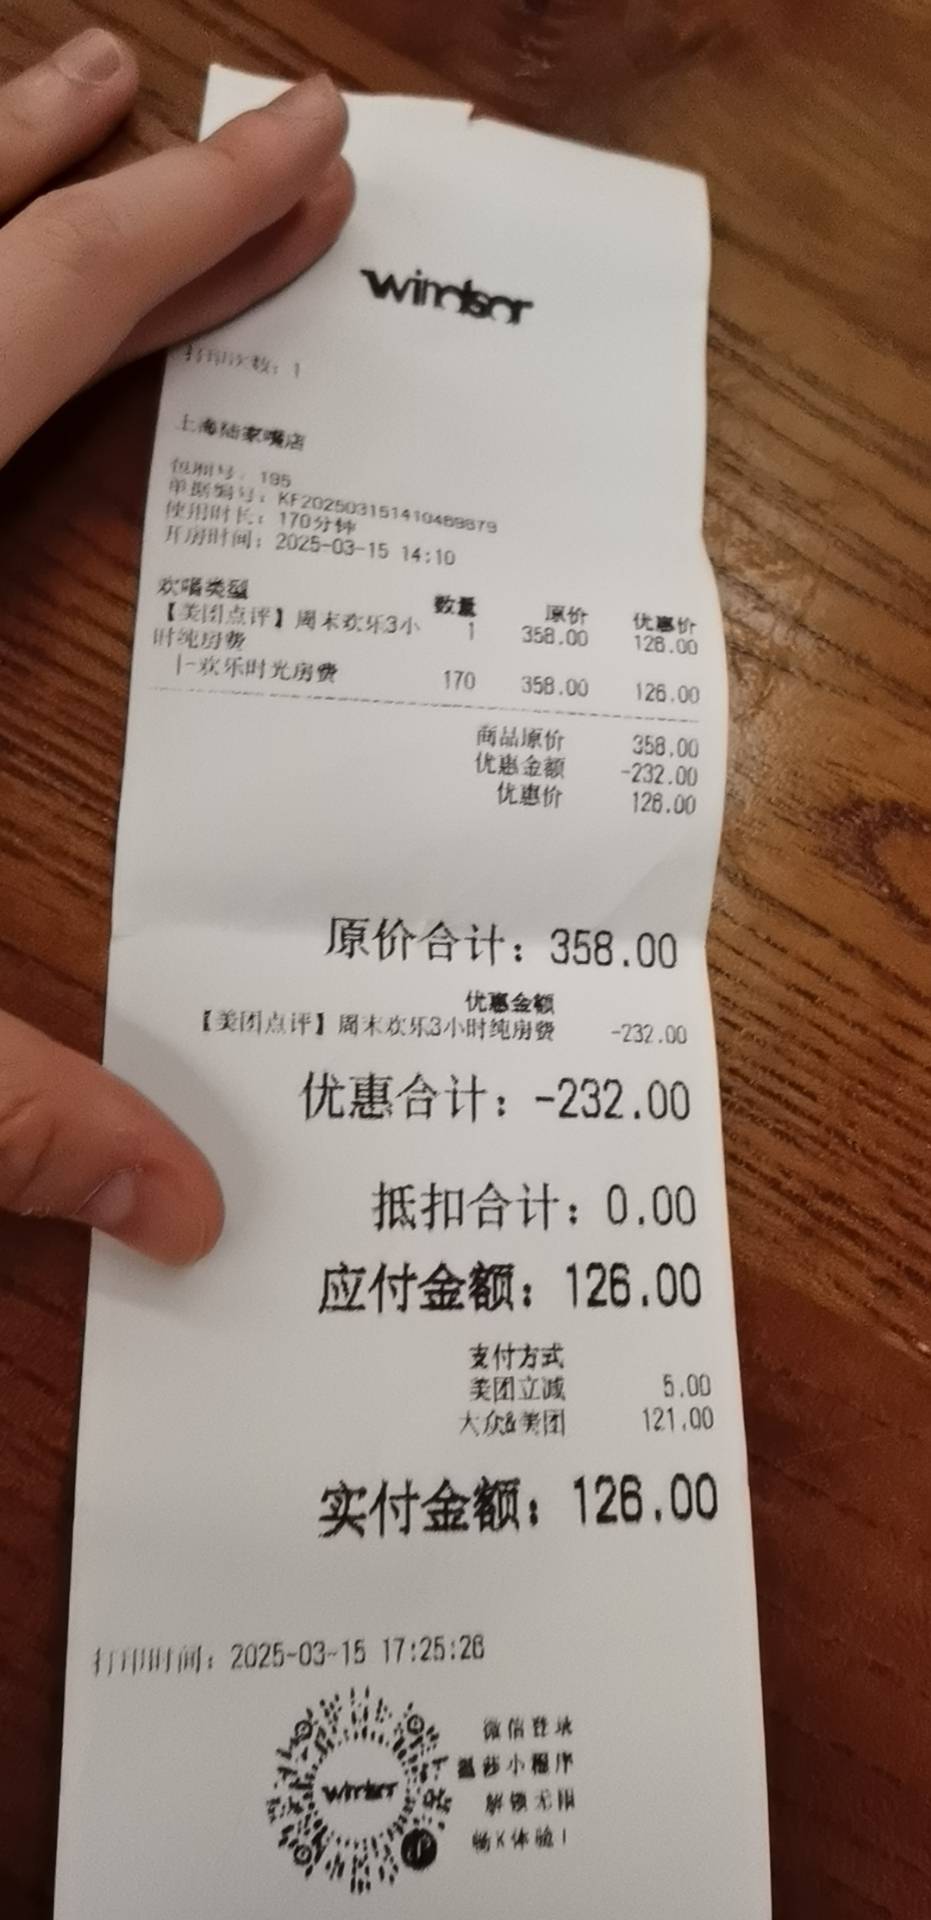 windsor
打印次数：1
上海陆家嘴店
包厢号：195
单据编号：KF202503151410469879
使用时长：170分钟
开房时间：2025-03-15 14:10
欢唱类型 数量 原价 优惠价
【美团点评】周末欢乐3小 1 358.00 126.00
时纯房费
|-欢乐时光房费 170 358.00 126.00
商品原价 358.00
优惠金额 -232.00
优惠价 126.00
原价合计：358.00
优惠金额
【美团点评】周末欢乐3小时纯房费 -232.00
优惠合计：-232.00
抵扣合计：0.00
应付金额：126.00
支付方式
美团立减 5.00
大众&美团 121.00
实付金额：126.00
打印时间：2025-03-15 17:25:26
windsor
微信登录
温莎小程序
解锁无限
畅K体验！